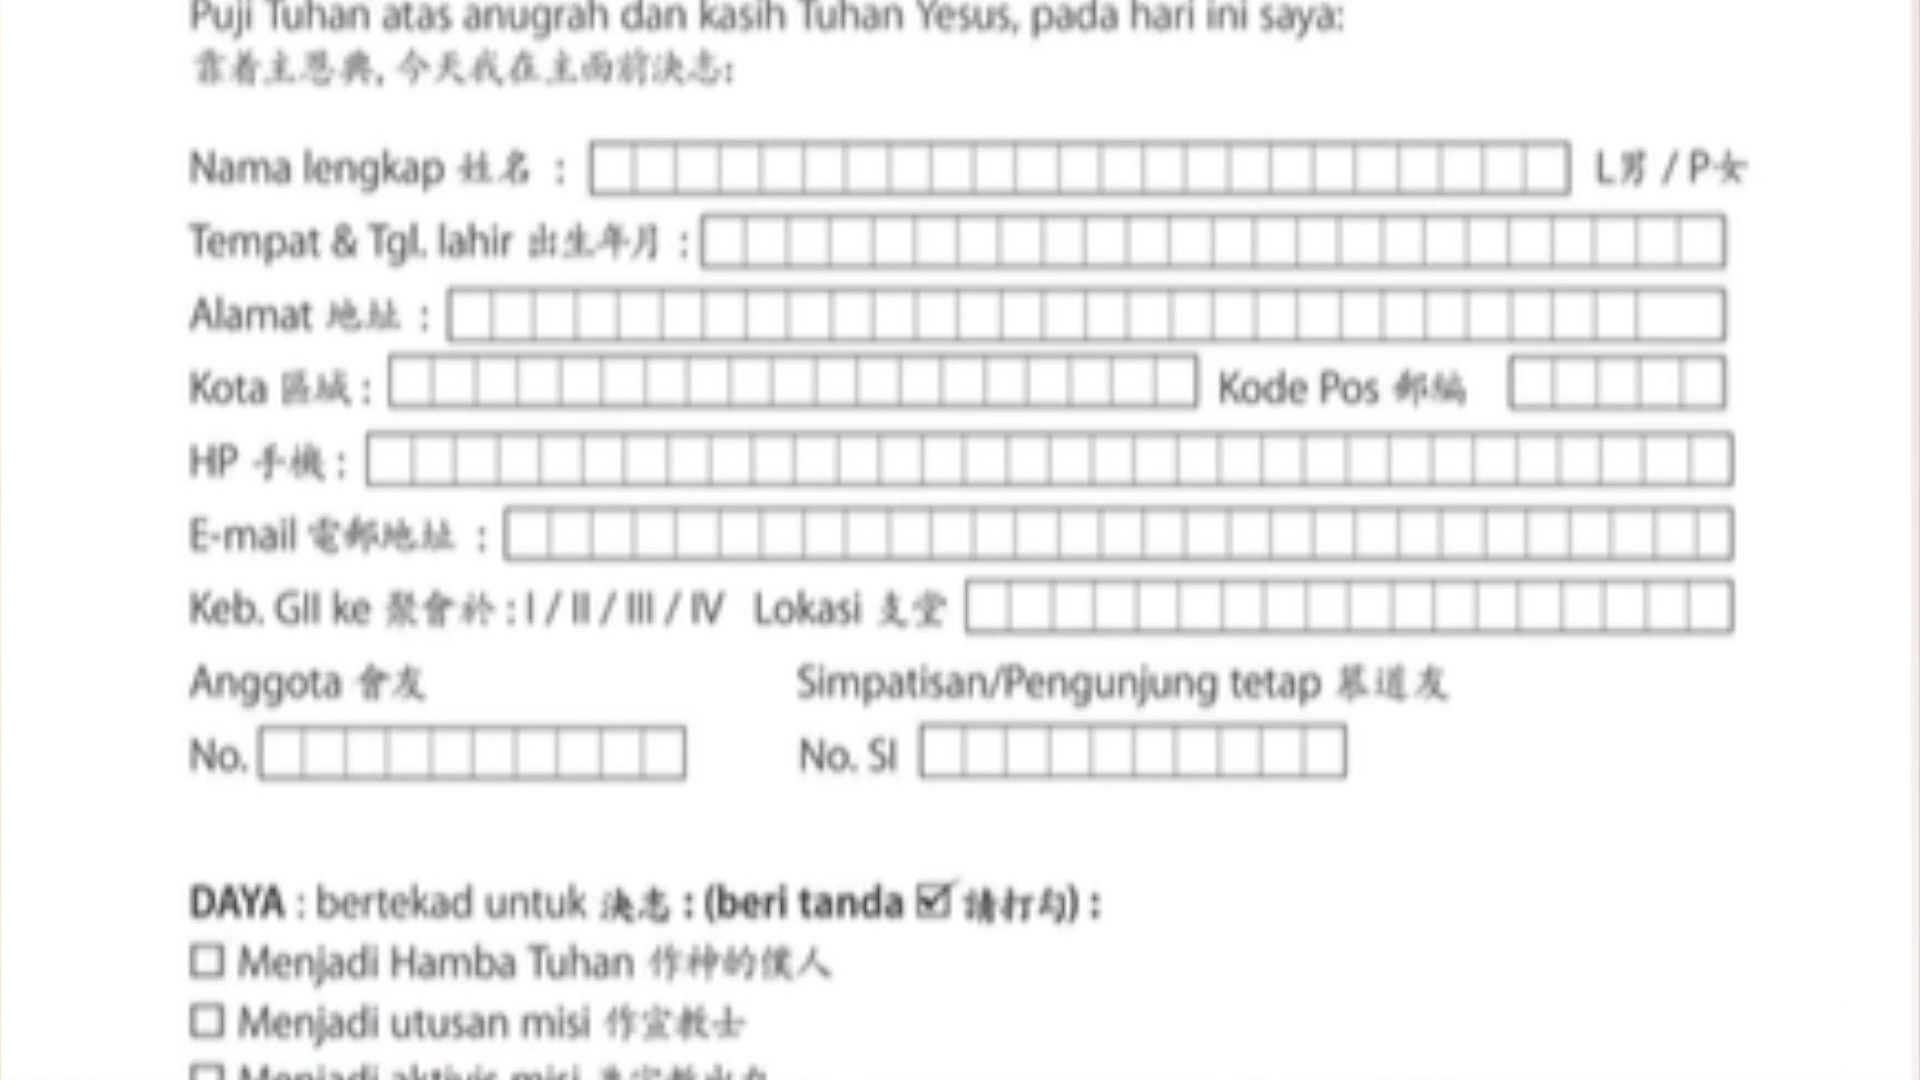 Puji Tuhan atas anugrah dan kasih Tuhan Yesus, pada hari ini saya:
靠着主恩典, 今天我在主面前決志:
Nama lengkap 姓名 : L男 / P女
Tempat & Tgl. lahir 出生年月 :
Alamat 地址 :
Kota 區域 : Kode Pos 郵編
HP 手機 :
E-mail 電郵地址 :
Keb. GII ke 聚會於 : I / II / III / IV Lokasi 支堂
Anggota 會友 Simpatisan/Pengunjung tetap 慕道友
No. No. SI
DAYA : bertekad untuk 決志 : (beri tanda ☑ 請打勾) :
☐ Menjadi Hamba Tuhan 作神的僕人
☐ Menjadi utusan misi 作宣教士
☐ Menjadi aktivis misi